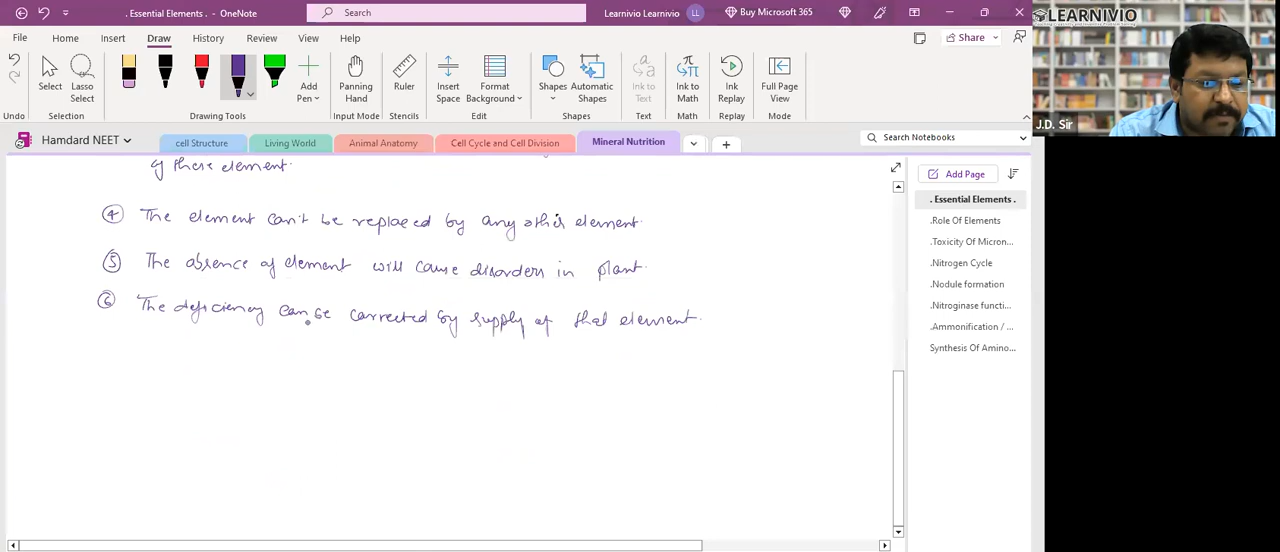 . Essential Elements . - OneNote
Search
Learnivio Learnivio
LL
Buy Microsoft 365
LEARNIVIO
File Home Insert Draw History Review View Help
Share
Undo
Select
Lasso Select
Add Pen
Panning Hand
Ruler
Insert Space
Format Background
Shapes
Automatic Shapes
Ink to Text
Ink to Math
Ink Replay
Full Page View
Selection
Drawing Tools
Input Mode
Stencils
Edit
Shapes
Text
Math
Replay
Mode
J.D. Sir
Hamdard NEET
cell Structure
Living World
Animal Anatomy
Cell Cycle and Cell Division
Mineral Nutrition
Search Notebooks
Add Page
. Essential Elements .
.Role Of Elements
.Toxicity Of Micron...
.Nitrogen Cycle
.Nodule formation
.Nitroginase functi...
.Ammonification / ...
Synthesis Of Amino...
of these element.
④ The element can't be replaced by any other element.
⑤ The absence of element will cause disorders in plant.
⑥ The deficiency can be corrected by supply of that element.